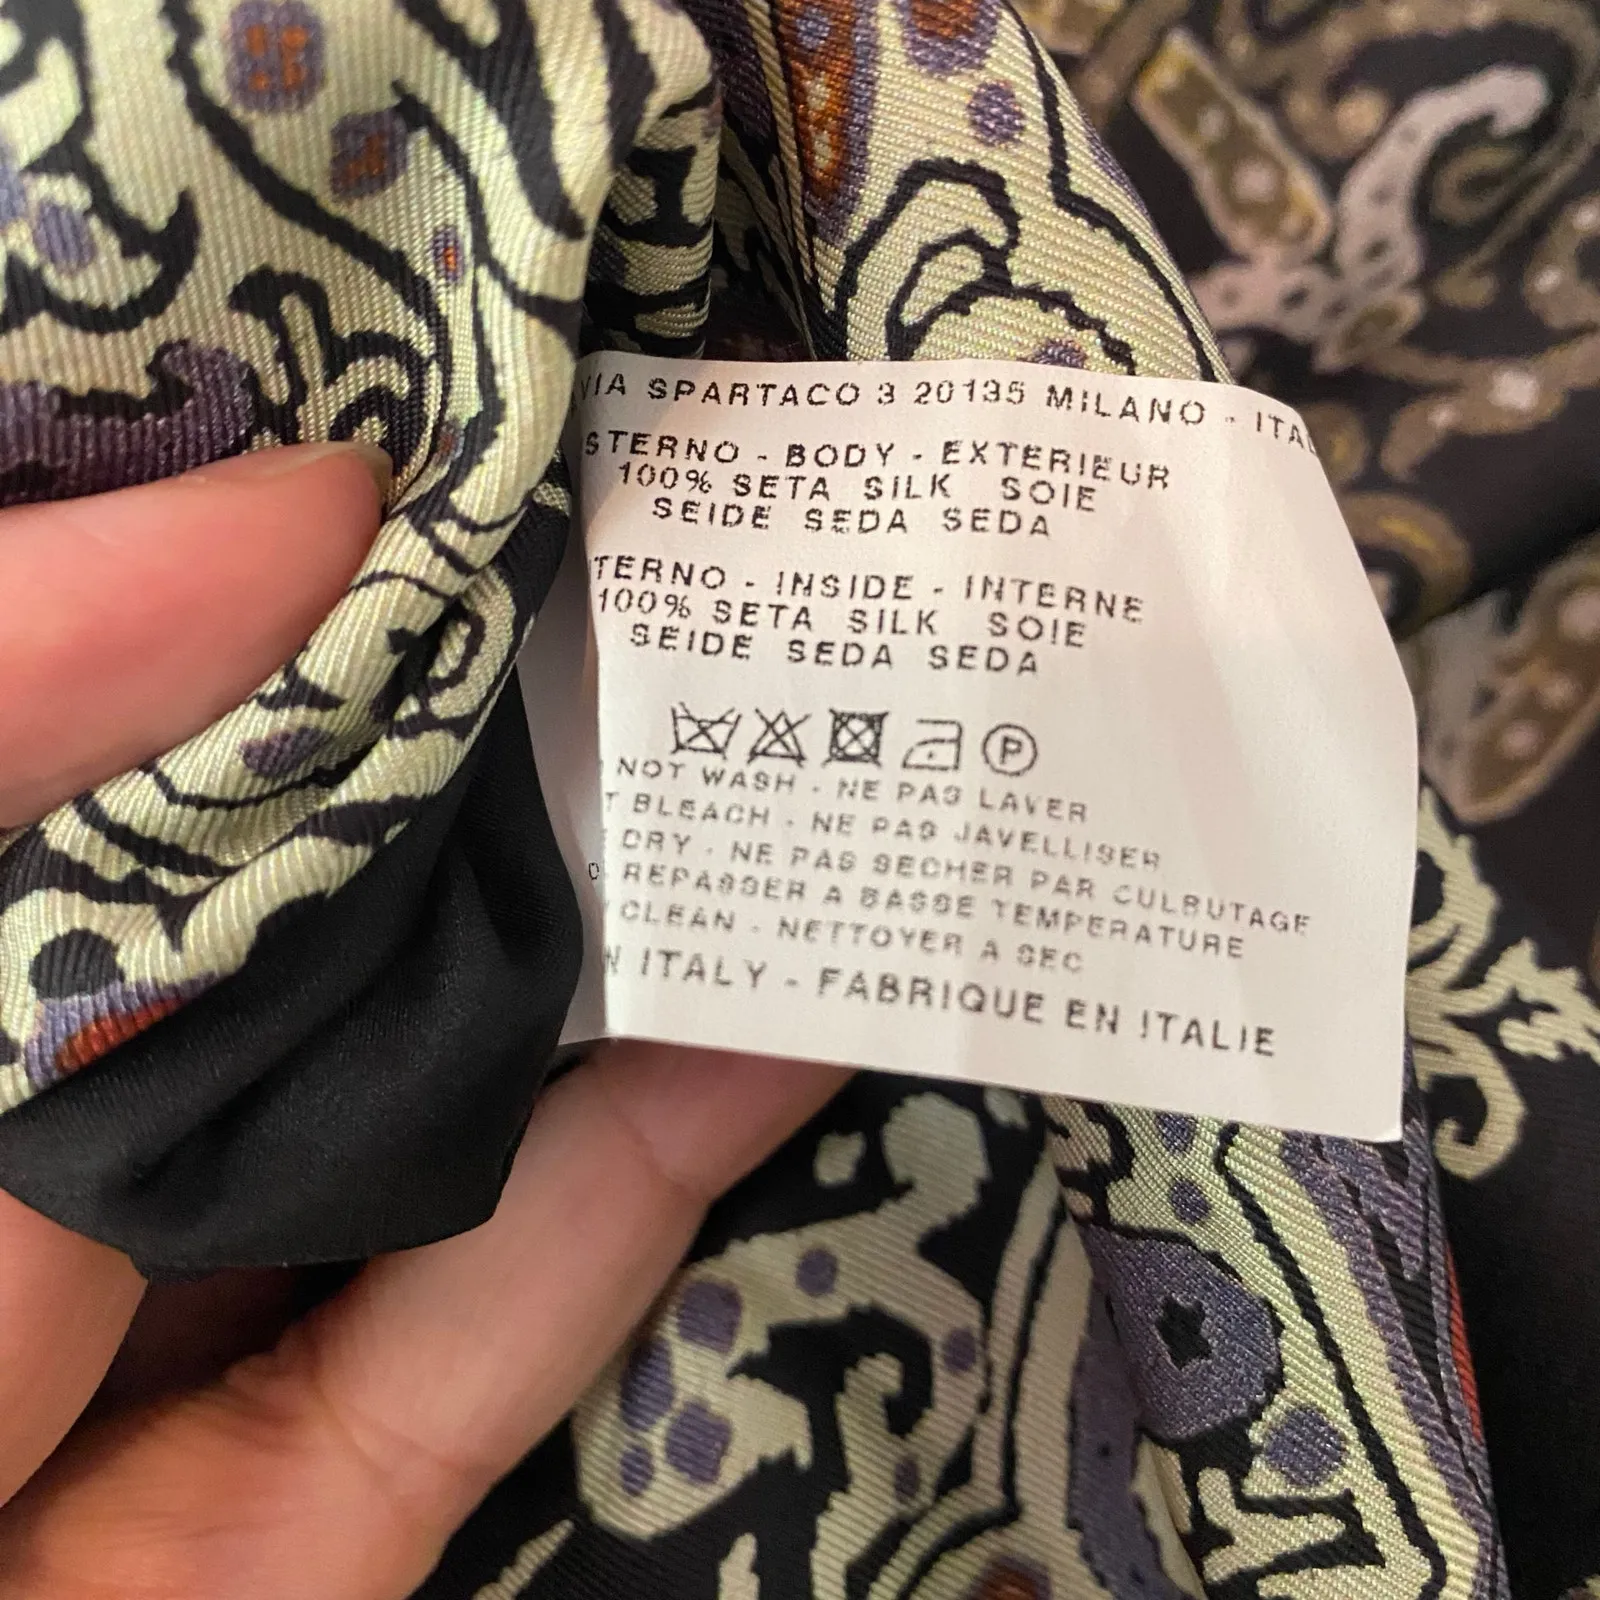 VIA SPARTACO 3 20135 MILANO - ITAL
STERNO - BODY - EXTERIEUR
100% SETA SILK SOIE
SEIDE SEDA SEDA
TERNO - INSIDE - INTERNE
100% SETA SILK SOIE
SEIDE SEDA SEDA
P
NOT WASH - NE PAS LAVER
T BLEACH - NE PAS JAVELLISER
DRY - NE PAS SECHER PAR CULBUTAGE
REPASSER A BASSE TEMPERATURE
CLEAN - NETTOYER A SEC
N ITALY - FABRIQUE EN ITALIE